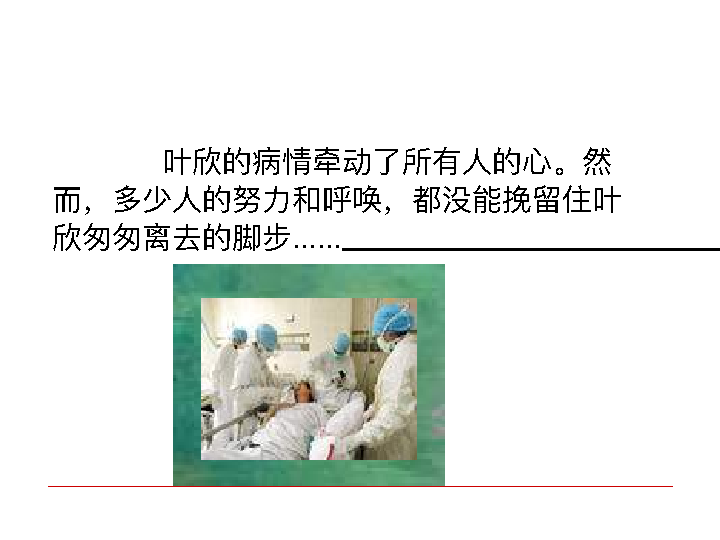 叶欣的病情牵动了所有人的心。然
而，多少人的努力和呼唤，都没能挽留住叶
欣匆匆离去的脚步……